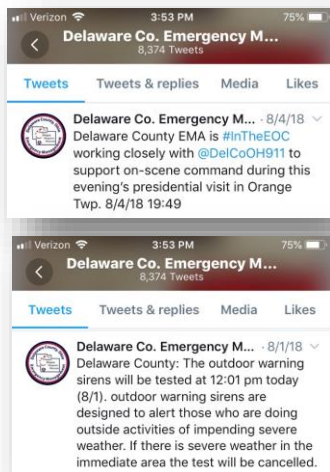 Verizon 3:53 PM 75%
Delaware Co. Emergency M...
8,374 Tweets
Tweets Tweets & replies Media Likes
Delaware Co. Emergency M... · 8/4/18
Delaware County EMA is #InTheEOC
working closely with @DelCoOH911 to
support on-scene command during this
evening's presidential visit in Orange
Twp. 8/4/18 19:49
Verizon 3:53 PM 75%
Delaware Co. Emergency M...
8,374 Tweets
Tweets Tweets & replies Media Likes
Delaware Co. Emergency M... · 8/1/18
Delaware County: The outdoor warning
sirens will be tested at 12:01 pm today
(8/1). outdoor warning sirens are
designed to alert those who are doing
outside activities of impending severe
weather. If there is severe weather in the
immediate area the test will be cancelled.